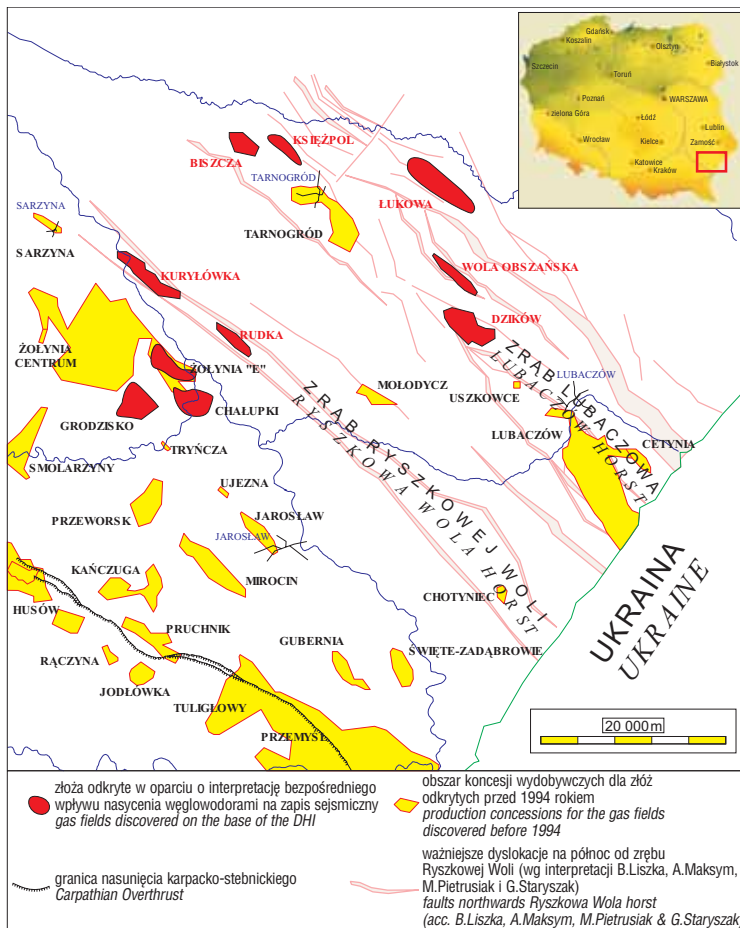 Gdańsk
Koszalin
Olsztyn
Szczecin
Białystok
Toruń
Poznań
WARSZAWA
zielona Góra
Łódź
Lublin
Wrocław
Kielce
Zamość
Katowice
Kraków
KSIĘŻPOL
BISZCZA
TARNOGRÓD
ŁUKOWA
SARZYNA
TARNOGRÓD
SARZYNA
WOLA OBSZAŃSKA
KURYŁÓWKA
DZIKÓW
RUDKA
ŻOŁYNIA
CENTRUM
ŻOŁYNIA "E"
ZRĄB LUBACZOWA
LUBACZÓW HORST
LUBACZÓW
MOŁODYCZ
USZKOWCE
CHAŁUPKI
GRODZISKO
ZRĄB RYSZKOWEJ WOLI
RYSZKOWA WOLA HORST
LUBACZÓW
CETYNIA
TRYŃCZA
SMOLARZYNY
UJEZNA
PRZEWORSK
JAROSŁAW
JAROSŁAW
KAŃCZUGA
MIROCIN
HUSÓW
CHOTYNIEC
UKRAINA
UKRAINE
PRUCHNIK
GUBERNIA
ŚWIĘTE-ZADĄBROWIE
RĄCZYNA
JODŁÓWKA
TULIGŁOWY
PRZEMYŚL
20 000m
złoża odkryte w oparciu o interpretację bezpośredniego
wpływu nasycenia węglowodorami na zapis sejsmiczny
gas fields discovered on the base of the DHI
obszar koncesji wydobywczych dla złóż
odkrytych przed 1994 rokiem
production concessions for the gas fields
discovered before 1994
granica nasunięcia karpacko-stebnickiego
Carpathian Overthrust
ważniejsze dyslokacje na północ od zrębu
Ryszkowej Woli (wg interpretacji B.Liszka, A.Maksym,
M.Pietrusiak i G.Staryszak)
faults northwards Ryszkowa Wola horst
(acc. B.Liszka, A.Maksym, M.Pietrusiak & G.Staryszak)